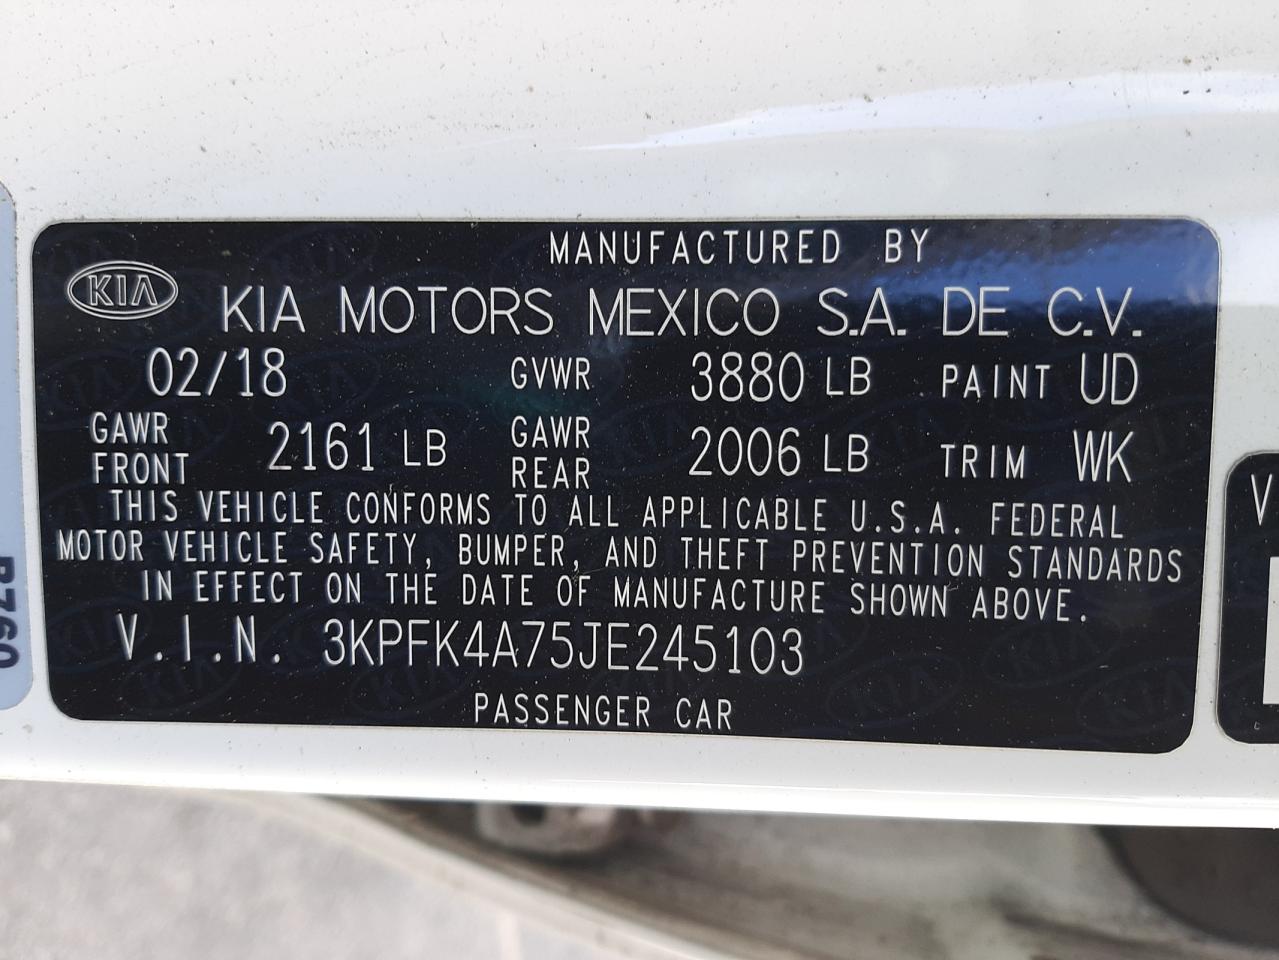 MANUFACTURED BY
KIA
KIA MOTORS MEXICO S.A. DE C.V.
02/18 GVWR 3880 LB PAINT UD
GAWR FRONT 2161 LB GAWR REAR 2006 LB TRIM WK
THIS VEHICLE CONFORMS TO ALL APPLICABLE U.S.A. FEDERAL
MOTOR VEHICLE SAFETY, BUMPER, AND THEFT PREVENTION STANDARDS
IN EFFECT ON THE DATE OF MANUFACTURE SHOWN ABOVE.
V.I.N. 3KPFK4A75JE245103
PASSENGER CAR